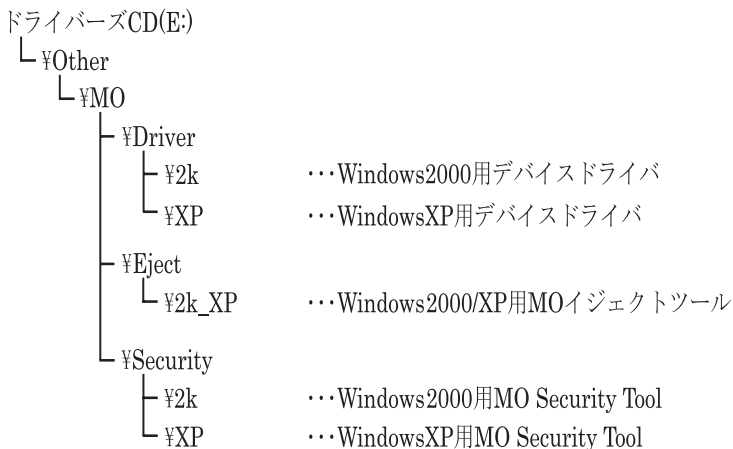 ドライバーズCD(E:)
¥Other
¥MO
¥Driver
¥2k ･･･Windows2000用デバイスドライバ
¥XP ･･･WindowsXP用デバイスドライバ
¥Eject
¥2k_XP ･･･Windows2000/XP用MOイジェクトツール
¥Security
¥2k ･･･Windows2000用MO Security Tool
¥XP ･･･WindowsXP用MO Security Tool